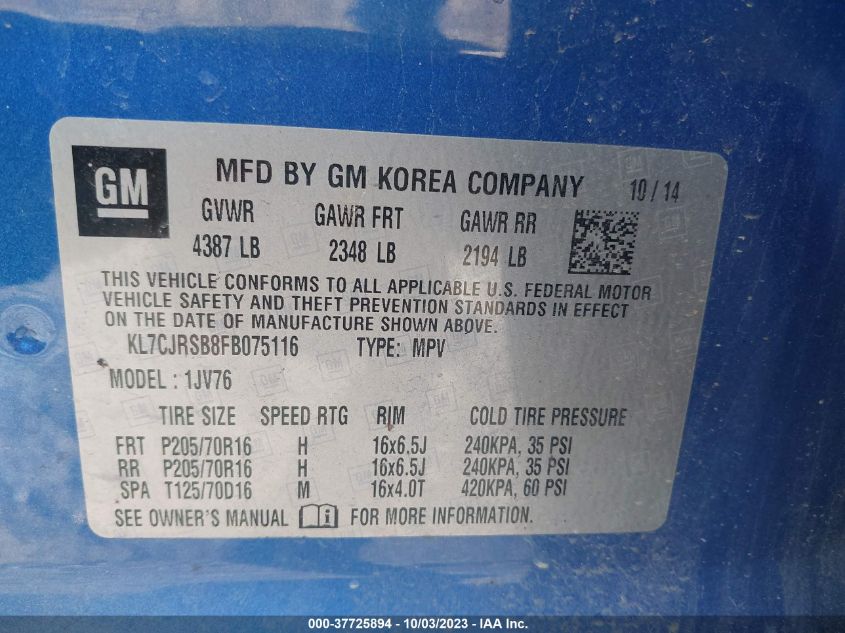 GM
MFD BY GM KOREA COMPANY 10/14
GVWR GAWR FRT GAWR RR
4387 LB 2348 LB 2194 LB
THIS VEHICLE CONFORMS TO ALL APPLICABLE U.S. FEDERAL MOTOR
VEHICLE SAFETY AND THEFT PREVENTION STANDARDS IN EFFECT
ON THE DATE OF MANUFACTURE SHOWN ABOVE.
KL7CJRSB8FB075116 TYPE: MPV
MODEL: 1JV76
TIRE SIZE SPEED RTG RIM COLD TIRE PRESSURE
FRT P205/70R16 H 16x6.5J 240KPA, 35 PSI
RR P205/70R16 H 16x6.5J 240KPA, 35 PSI
SPA T125/70D16 M 16x4.0T 420KPA, 60 PSI
SEE OWNER'S MANUAL i FOR MORE INFORMATION.
000-37725894 - 10/03/2023 - IAA Inc.